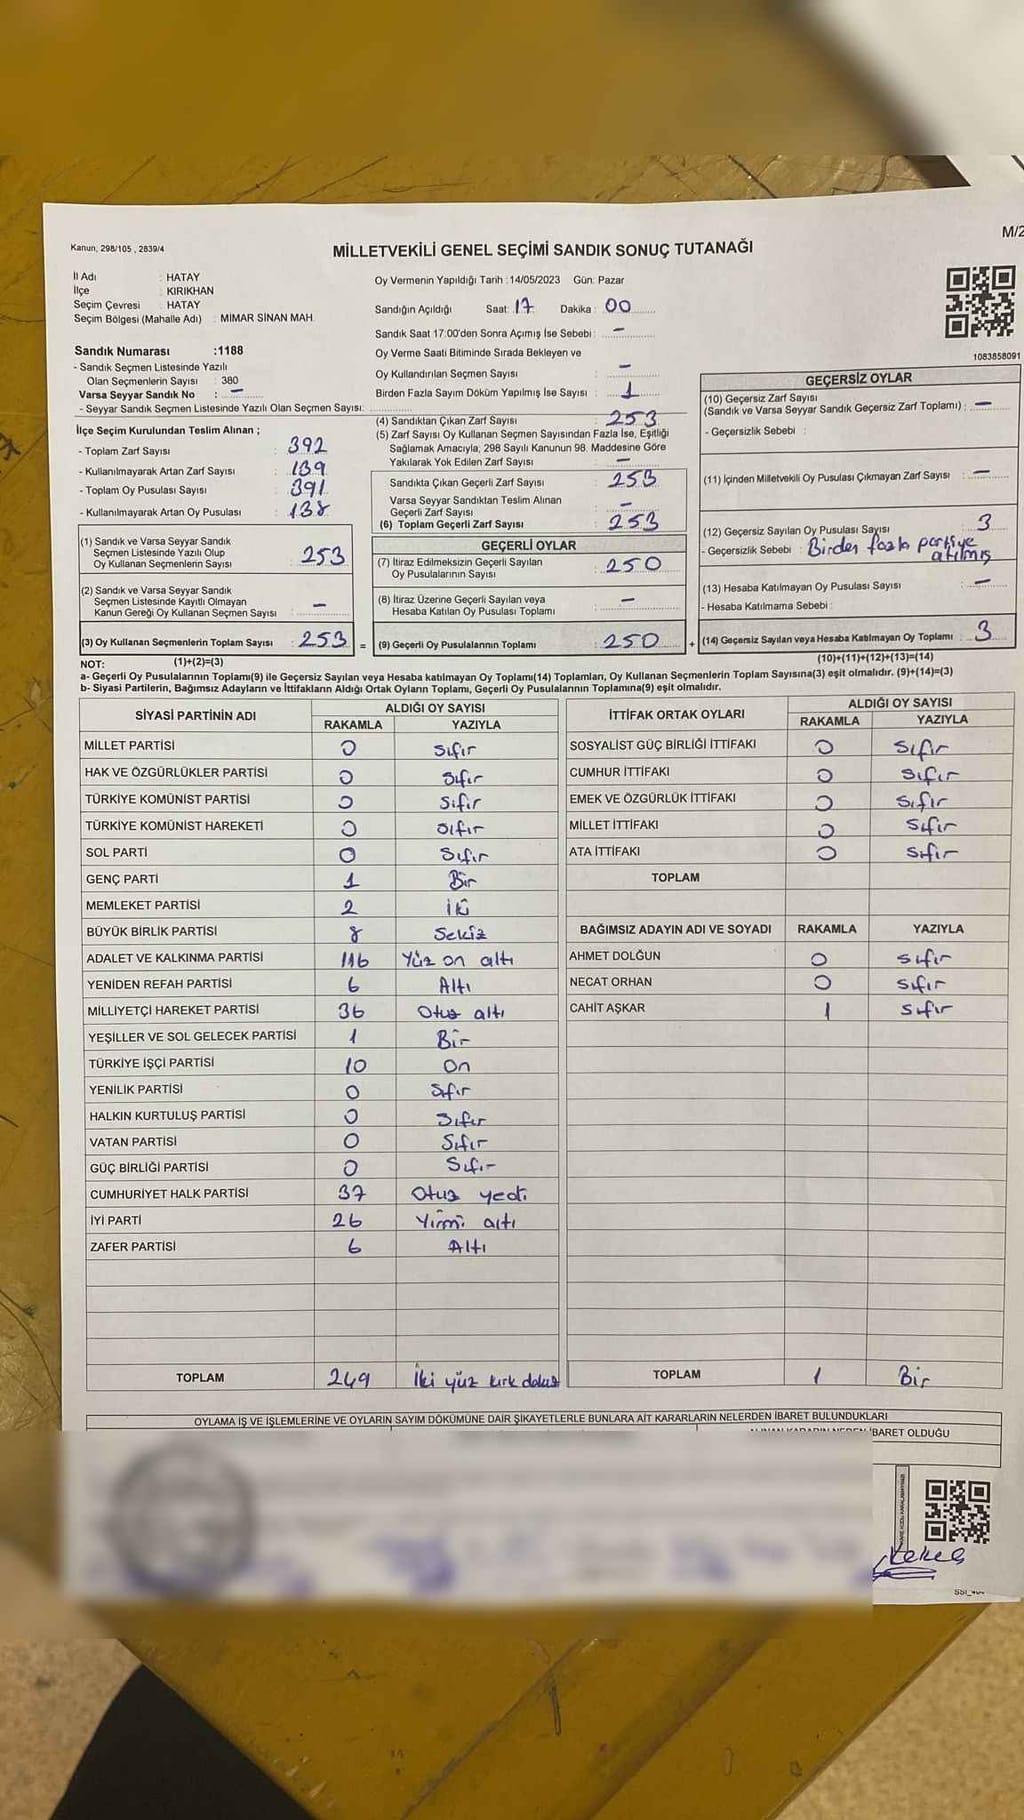 Kanun, 298/105 , 2839/4
M/2
MİLLETVEKİLİ GENEL SEÇİMİ SANDIK SONUÇ TUTANAĞI
İl Adı : HATAY
İlçe : KIRIKHAN
Seçim Çevresi : HATAY
Seçim Bölgesi (Mahalle Adı) : MİMAR SİNAN MAH.
Sandık Numarası :1188
- Sandık Seçmen Listesinde Yazılı
Olan Seçmenlerin Sayısı : 380
Varsa Seyyar Sandık No : –
- Seyyar Sandık Seçmen Listesinde Yazılı Olan Seçmen Sayısı:
Oy Vermenin Yapıldığı Tarih :14/05/2023 Gün: Pazar
Sandığın Açıldığı Saat: 17 Dakika : 00
Sandık Saat 17:00'den Sonra Açımış İse Sebebi : –
Oy Verme Saati Bitiminde Sırada Bekleyen ve
Oy Kullandırılan Seçmen Sayısı : –
Birden Fazla Sayım Döküm Yapılmış İse Sayısı : 1
1083858091
İlçe Seçim Kurulundan Teslim Alınan ;
- Toplam Zarf Sayısı : 392
- Kullanılmayarak Artan Zarf Sayısı : 139
- Toplam Oy Pusulası Sayısı : 391
- Kullanılmayarak Artan Oy Pusulası : 138
(1) Sandık ve Varsa Seyyar Sandık
Seçmen Listesinde Yazılı Olup
Oy Kullanan Seçmenlerin Sayısı : 253
(2) Sandık ve Varsa Seyyar Sandık
Seçmen Listesinde Kayıtlı Olmayan
Kanun Gereği Oy Kullanan Seçmen Sayısı : –
(3) Oy Kullanan Seçmenlerin Toplam Sayısı : 253 =
(4) Sandıktan Çıkan Zarf Sayısı : 253
(5) Zarf Sayısı Oy Kullanan Seçmen Sayısından Fazla İse, Eşitliği
Sağlamak Amacıyla, 298 Sayılı Kanunun 98. Maddesine Göre
Yakılarak Yok Edilen Zarf Sayısı : –
Sandıkta Çıkan Geçerli Zarf Sayısı : 253
Varsa Seyyar Sandıktan Teslim Alınan
Geçerli Zarf Sayısı : –
(6) Toplam Geçerli Zarf Sayısı : 253
GEÇERLİ OYLAR
(7) İtiraz Edilmeksizin Geçerli Sayılan
Oy Pusulalarının Sayısı : 250
(8) İtiraz Üzerine Geçerli Sayılan veya
Hesaba Katılan Oy Pusulası Toplamı : –
(9) Geçerli Oy Pusulalarının Toplamı : 250 +
GEÇERSİZ OYLAR
(10) Geçersiz Zarf Sayısı
(Sandık ve Varsa Seyyar Sandık Geçersiz Zarf Toplamı) : –
- Geçersizlik Sebebi :
(11) İçinden Milletvekili Oy Pusulası Çıkmayan Zarf Sayısı : –
(12) Geçersiz Sayılan Oy Pusulası Sayısı : 3
- Geçersizlik Sebebi : Birden fazla partiye
atılmış
(13) Hesaba Katılmayan Oy Pusulası Sayısı : –
- Hesaba Katılmama Sebebi :
(14) Geçersiz Sayılan veya Hesaba Katılmayan Oy Toplamı : 3
NOT: (1)+(2)=(3) (10)+(11)+(12)+(13)=(14)
a- Geçerli Oy Pusulalarının Toplamı(9) ile Geçersiz Sayılan veya Hesaba katılmayan Oy Toplamı(14) Toplamları, Oy Kullanan Seçmenlerin Toplam Sayısına(3) eşit olmalıdır. (9)+(14)=(3)
b- Siyasi Partilerin, Bağımsız Adayların ve İttifakların Aldığı Ortak Oyların Toplamı, Geçerli Oy Pusulalarının Toplamına(9) eşit olmalıdır.
SİYASİ PARTİNİN ADI ALDIĞI OY SAYISI
RAKAMLA YAZIYLA
MİLLET PARTİSİ 0 Sıfır
HAK VE ÖZGÜRLÜKLER PARTİSİ 0 Sıfır
TÜRKİYE KOMÜNİST PARTİSİ 0 Sıfır
TÜRKİYE KOMÜNİST HAREKETİ 0 Sıfır
SOL PARTİ 0 Sıfır
GENÇ PARTİ 1 Bir
MEMLEKET PARTİSİ 2 İki
BÜYÜK BİRLİK PARTİSİ 8 Sekiz
ADALET VE KALKINMA PARTİSİ 116 Yüz on altı
YENİDEN REFAH PARTİSİ 6 Altı
MİLLİYETÇİ HAREKET PARTİSİ 36 Otuz altı
YEŞİLLER VE SOL GELECEK PARTİSİ 1 Bir
TÜRKİYE İŞÇİ PARTİSİ 10 On
YENİLİK PARTİSİ 0 Sıfır
HALKIN KURTULUŞ PARTİSİ 0 Sıfır
VATAN PARTİSİ 0 Sıfır
GÜÇ BİRLİĞİ PARTİSİ 0 Sıfır
CUMHURİYET HALK PARTİSİ 37 Otuz yedi
İYİ PARTİ 26 Yirmi altı
ZAFER PARTİSİ 6 Altı
TOPLAM 249 İki yüz kırk dokuz
İTTİFAK ORTAK OYLARI ALDIĞI OY SAYISI
RAKAMLA YAZIYLA
SOSYALİST GÜÇ BİRLİĞİ İTTİFAKI 0 Sıfır
CUMHUR İTTİFAKI 0 Sıfır
EMEK VE ÖZGÜRLÜK İTTİFAKI 0 Sıfır
MİLLET İTTİFAKI 0 Sıfır
ATA İTTİFAKI 0 Sıfır
TOPLAM
BAĞIMSIZ ADAYIN ADI VE SOYADI RAKAMLA YAZIYLA
AHMET DOLĞUN 0 Sıfır
NECAT ORHAN 0 Sıfır
CAHİT AŞKAR 1 Sıfır
TOPLAM 1 Bir
OYLAMA İŞ VE İŞLEMLERİNE VE OYLARIN SAYIM DÖKÜMÜNE DAİR ŞİKAYETLERLE BUNLARA AİT KARARLARIN NELERDEN İBARET BULUNDUKLARI
İBARET OLDUĞU